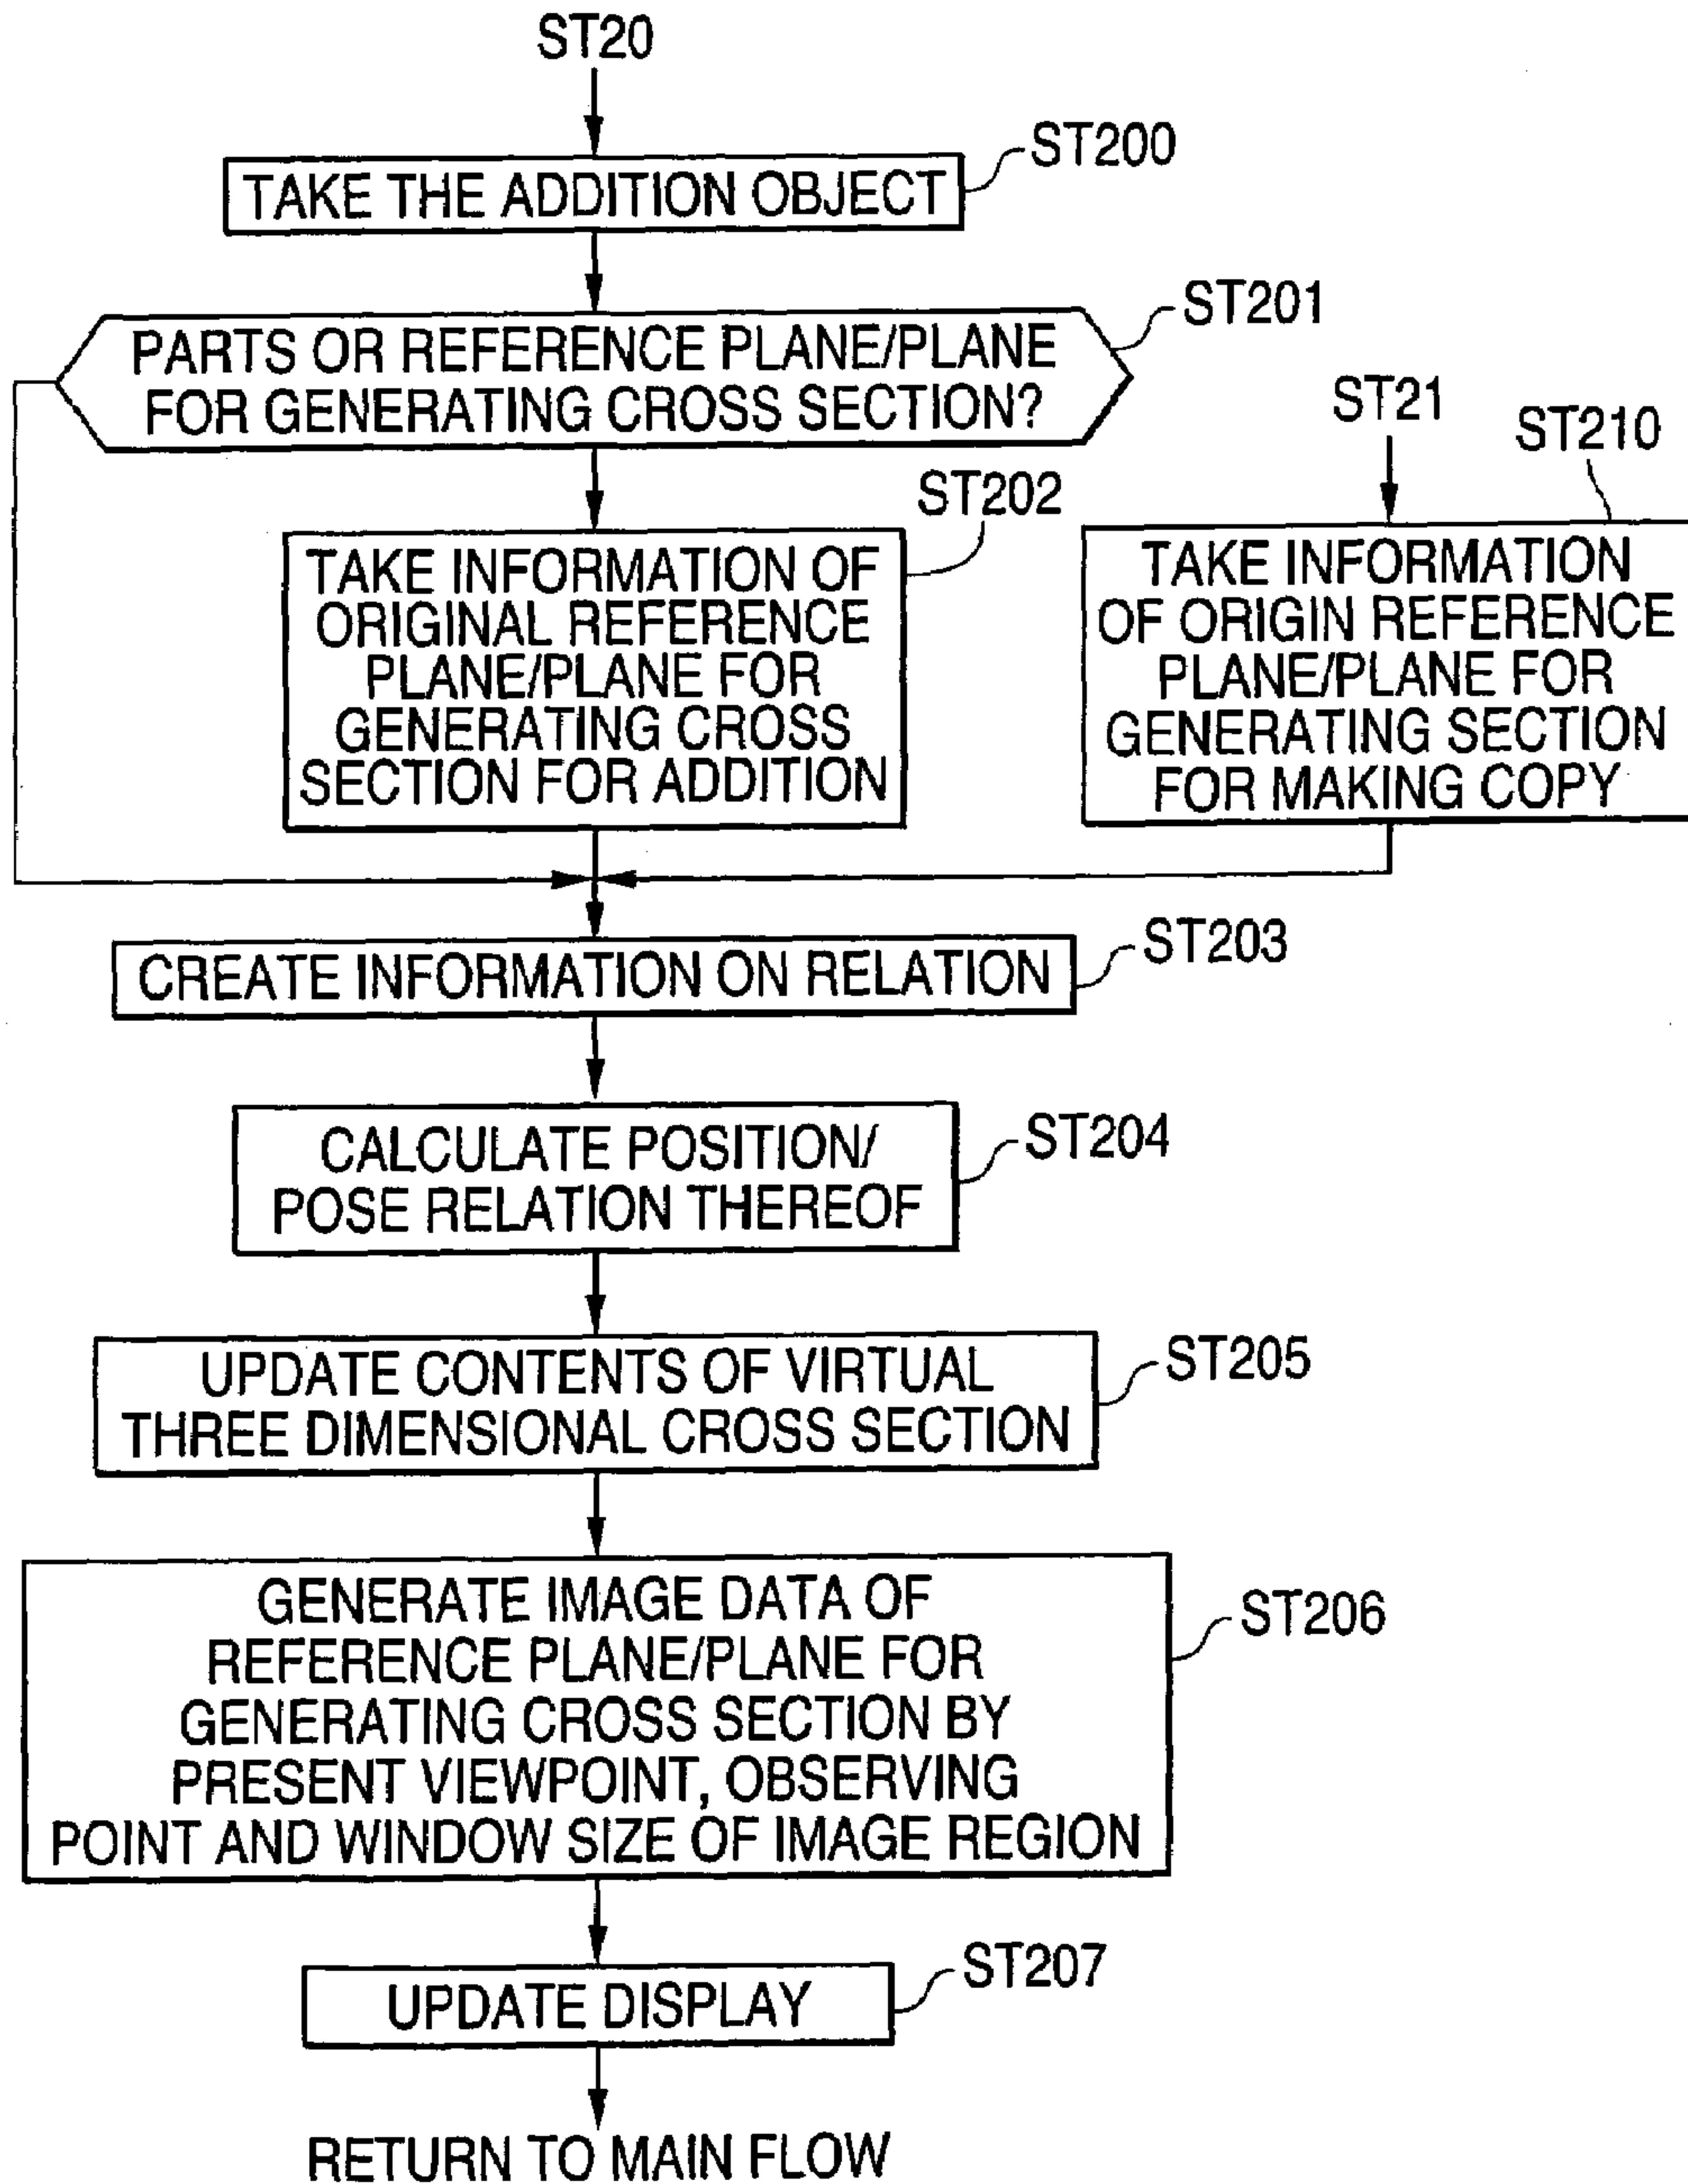 ST20
ST200
TAKE THE ADDITION OBJECT
ST201
PARTS OR REFERENCE PLANE/PLANE
FOR GENERATING CROSS SECTION?
ST202
TAKE INFORMATION OF
ORIGINAL REFERENCE
PLANE/PLANE FOR
GENERATING CROSS
SECTION FOR ADDITION
ST21
ST210
TAKE INFORMATION
OF ORIGIN REFERENCE
PLANE/PLANE FOR
GENERATING SECTION
FOR MAKING COPY
ST203
CREATE INFORMATION ON RELATION
ST204
CALCULATE POSITION/
POSE RELATION THEREOF
ST205
UPDATE CONTENTS OF VIRTUAL
THREE DIMENSIONAL CROSS SECTION
ST206
GENERATE IMAGE DATA OF
REFERENCE PLANE/PLANE FOR
GENERATING CROSS SECTION BY
PRESENT VIEWPOINT, OBSERVING
POINT AND WINDOW SIZE OF IMAGE REGION
ST207
UPDATE DISPLAY
RETURN TO MAIN FLOW